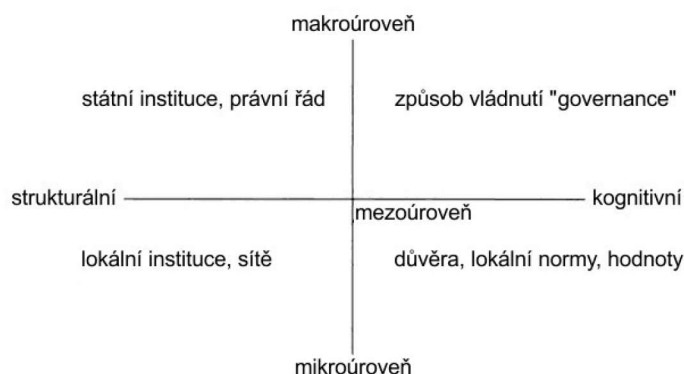 makroúroveň
státní instituce, právní řád
způsob vládnutí "governance"
strukturální
kognitivní
mezoúroveň
lokální instituce, sítě
důvěra, lokální normy, hodnoty
mikroúroveň